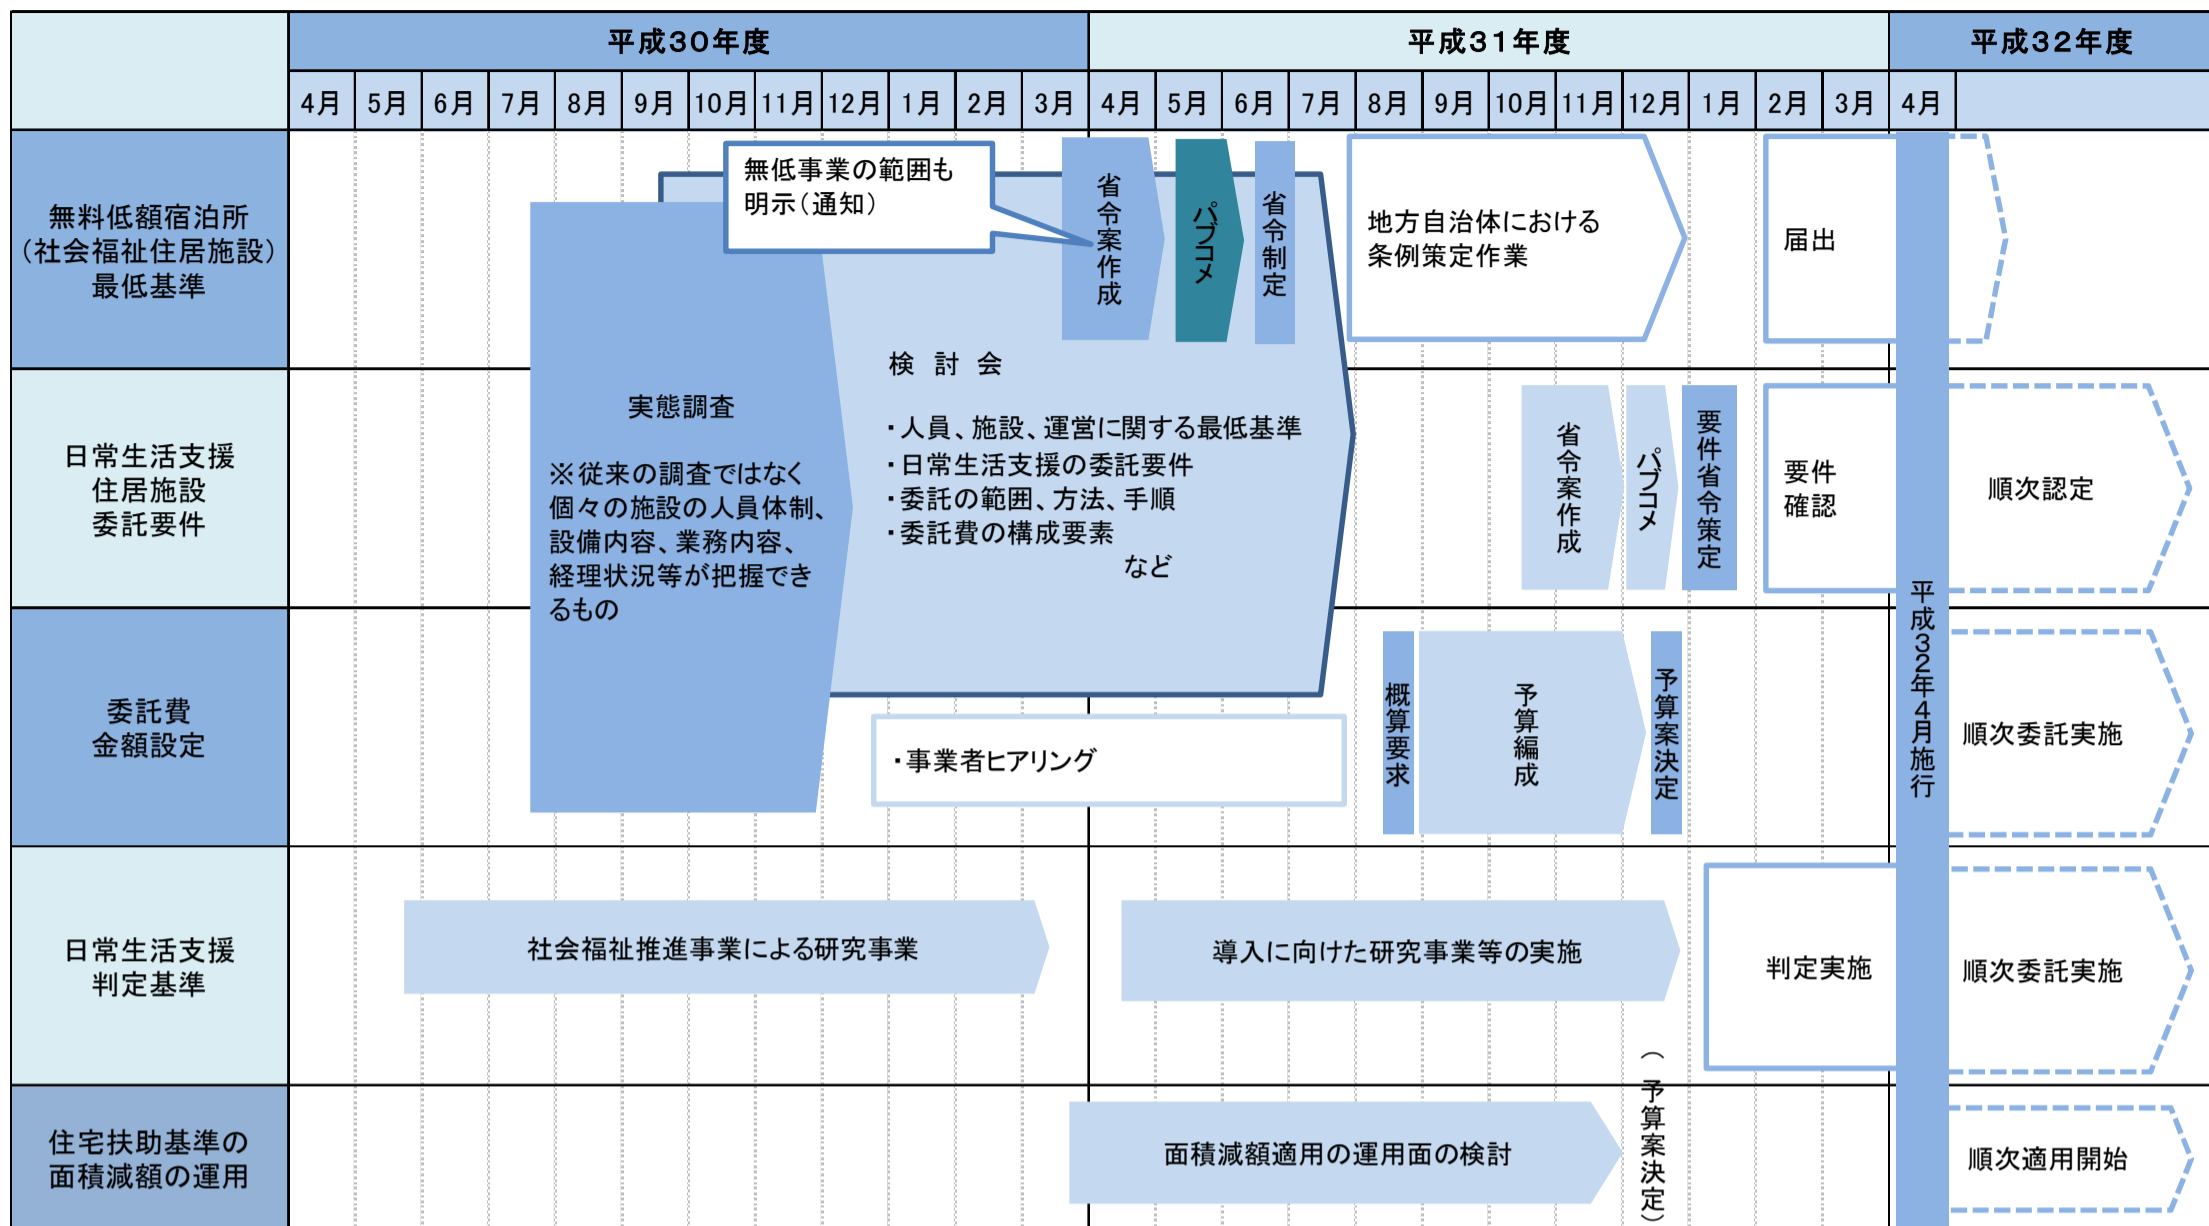 平成30年度
平成31年度
平成32年度
4月 5月 6月 7月 8月 9月 10月 11月 12月 1月 2月 3月 4月 5月 6月 7月 8月 9月 10月 11月 12月 1月 2月 3月 4月
無料低額宿泊所
（社会福祉住居施設）
最低基準
無低事業の範囲も
明示（通知）
省令案作成
パブコメ
省令制定
地方自治体における
条例策定作業
届出
実態調査
※従来の調査ではなく
個々の施設の人員体制、
設備内容、業務内容、
経理状況等が把握でき
るもの
検 討 会
・人員、施設、運営に関する最低基準
・日常生活支援の委託要件
・委託の範囲、方法、手順
・委託費の構成要素
など
日常生活支援
住居施設
委託要件
省令案作成
パブコメ
要件省令策定
要件
確認
順次認定
平成32年4月施行
委託費
金額設定
・事業者ヒアリング
概算要求
予算編成
予算案決定
順次委託実施
日常生活支援
判定基準
社会福祉推進事業による研究事業
導入に向けた研究事業等の実施
判定実施
順次委託実施
住宅扶助基準の
面積減額の運用
面積減額適用の運用面の検討
（予算案決定）
順次適用開始